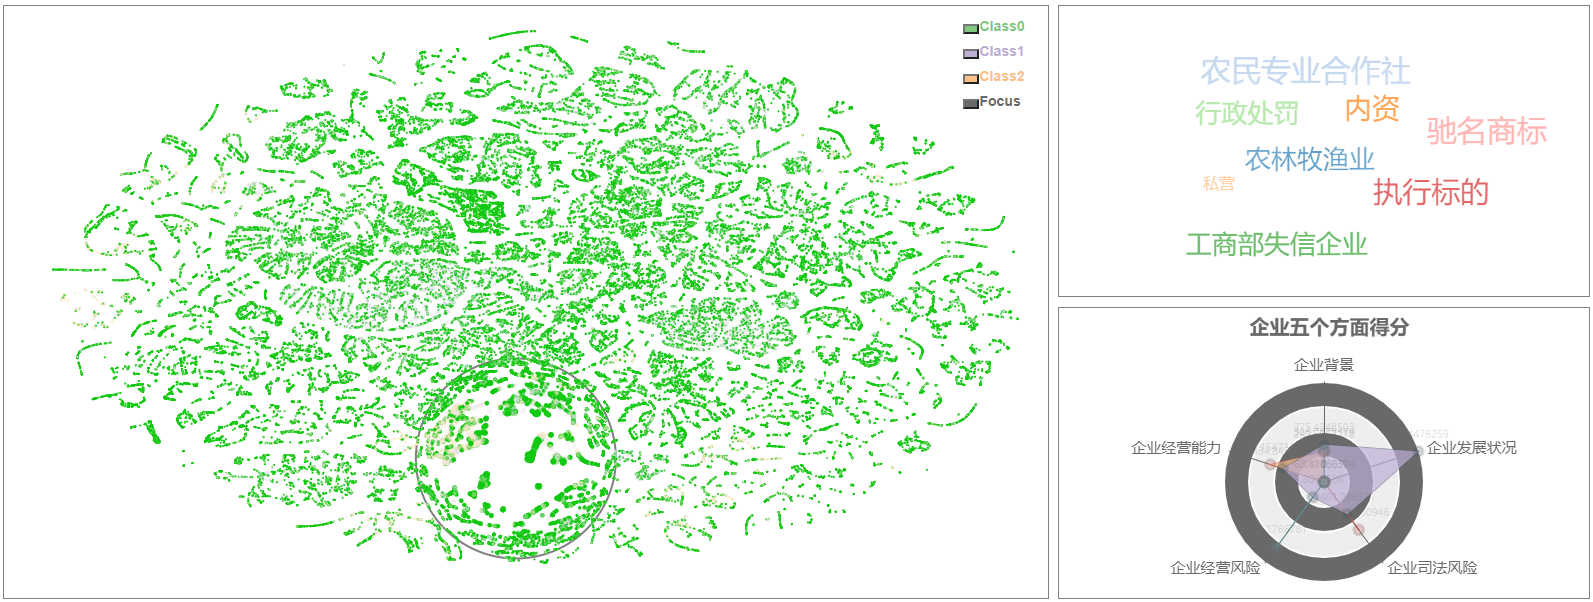 Class0
Class1
Class2
Focus
农民专业合作社
行政处罚
内资
驰名商标
农林牧渔业
私营
执行标的
工商部失信企业
企业五个方面得分
企业背景
企业经营能力
企业发展状况
企业经营风险
企业司法风险